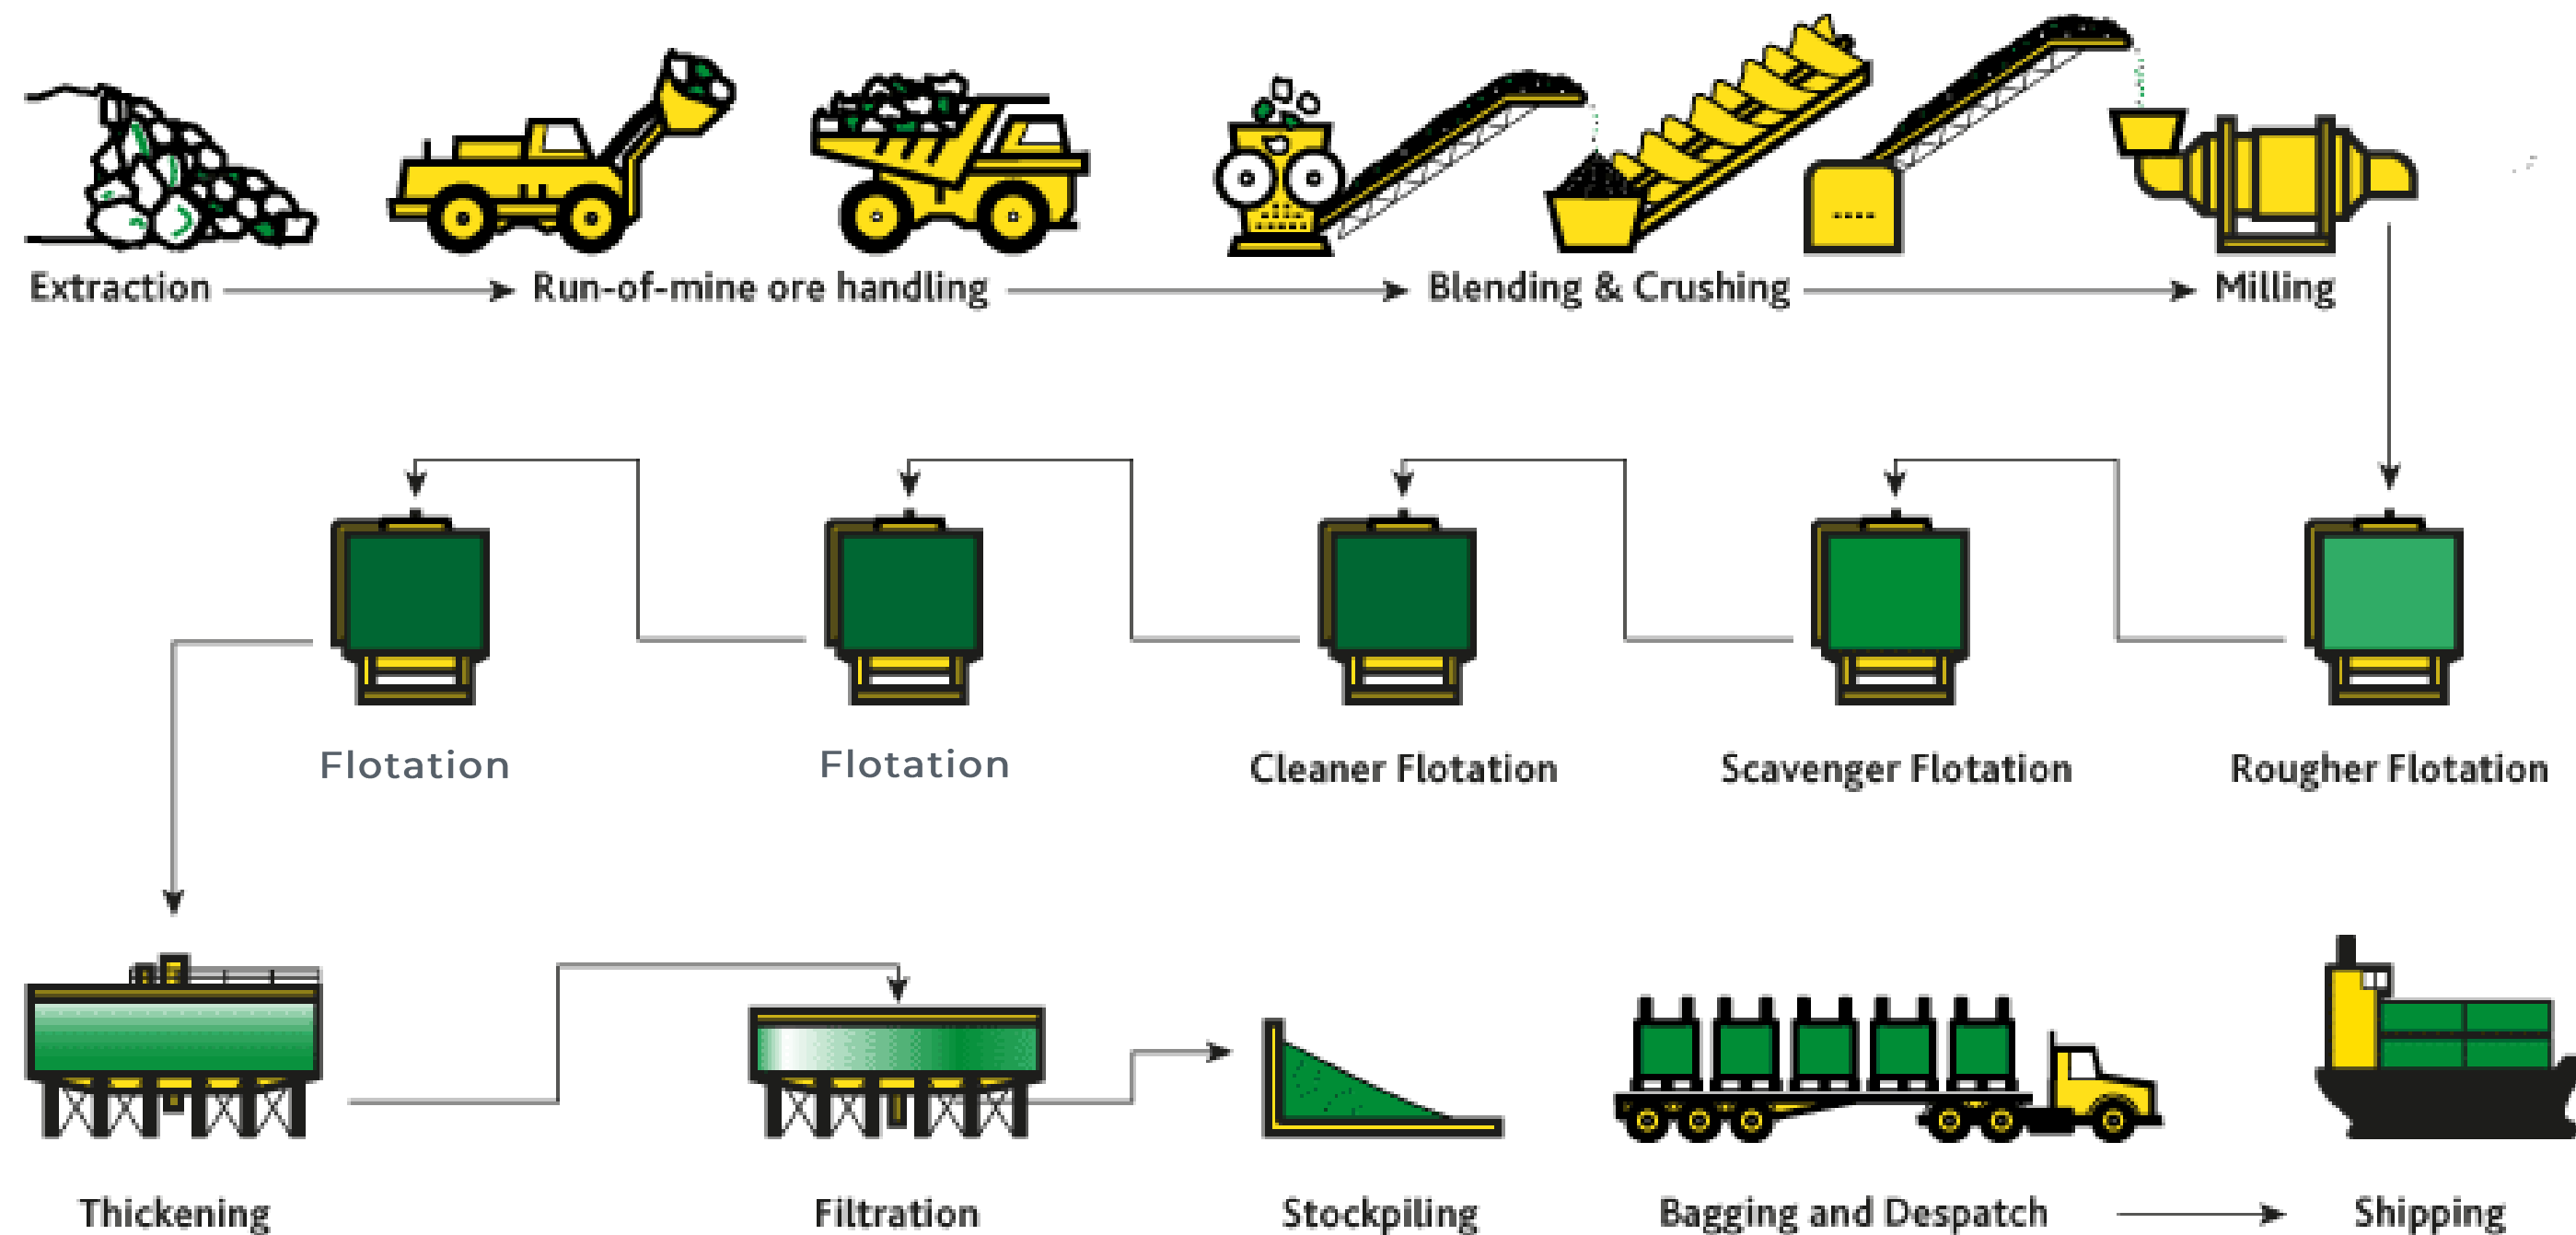 Extraction
Run-of-mine ore handling
Blending & Crushing
Milling
Flotation
Flotation
Cleaner Flotation
Scavenger Flotation
Rougher Flotation
Thickening
Filtration
Stockpiling
Bagging and Despatch
Shipping